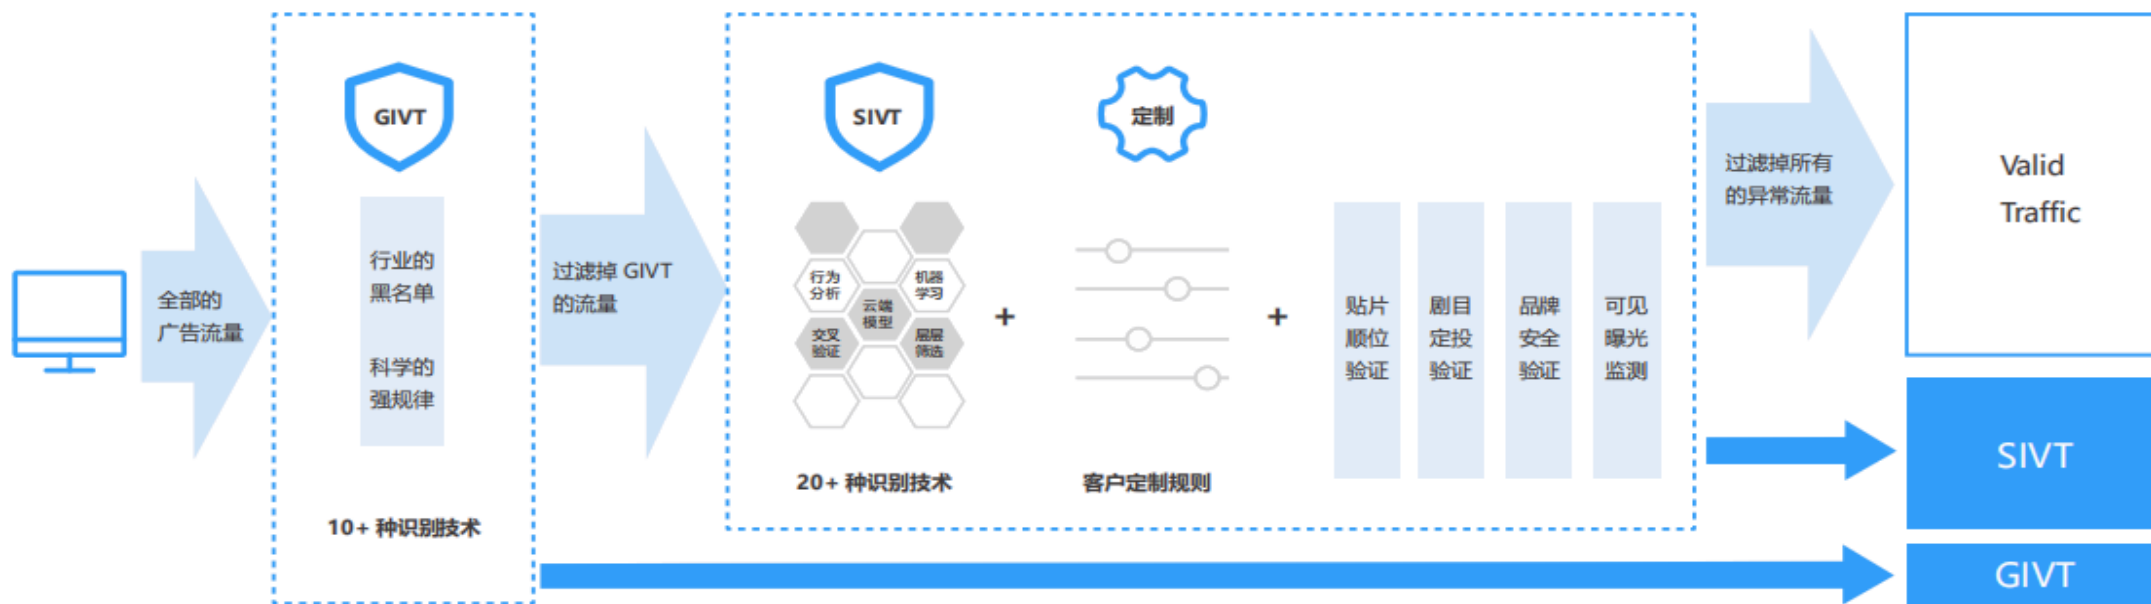 全部的
广告流量
GIVT
行业的
黑名单
科学的
强规律
10+ 种识别技术
过滤掉 GIVT
的流量
SIVT
行为
分析
机器
学习
云端
模型
交叉
验证
层层
筛选
20+ 种识别技术
+
定制
客户定制规则
+
贴片
顺位
验证
剧目
定投
验证
品牌
安全
验证
可见
曝光
监测
过滤掉所有
的异常流量
Valid
Traffic
SIVT
GIVT